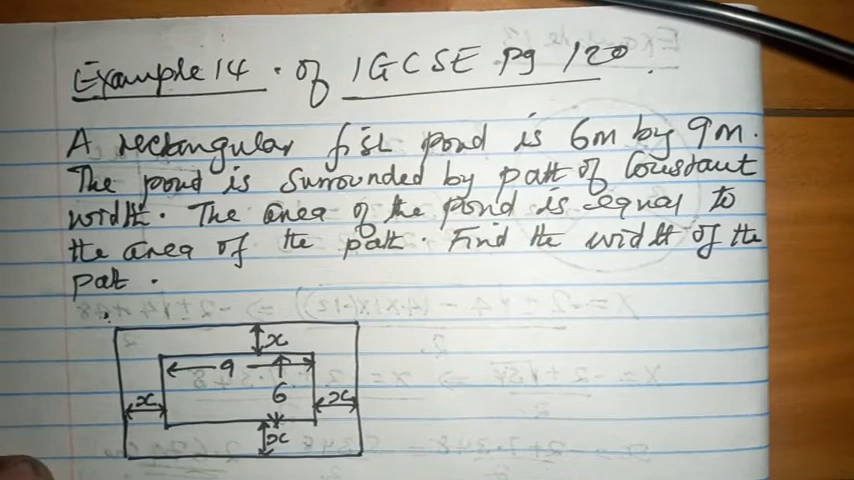 Example 14 . of IGCSE pg 120.
A rectangular fish pond is 6m by 9m.
The pond is surrounded by path of Constant
width. The area of the pond is equal to
the area of the path. Find the width of the
path.
x
9
6
x
x
x